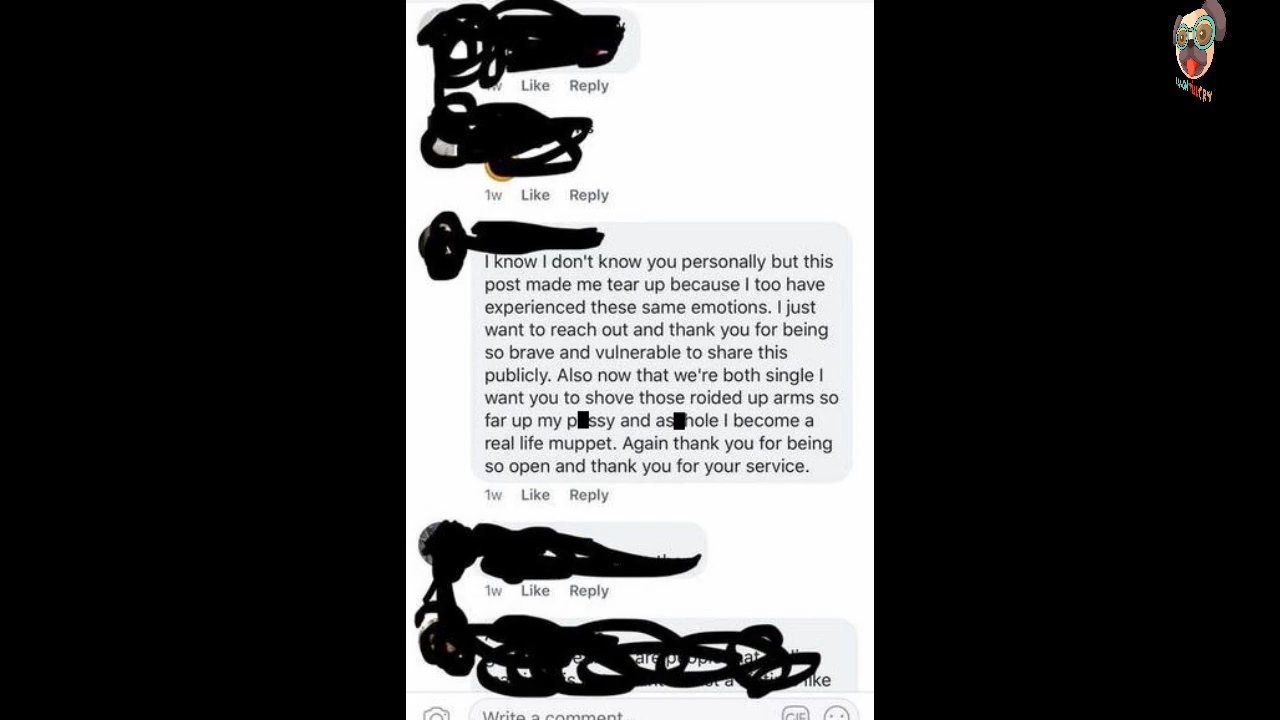 Like Reply
1w Like Reply
I know I don't know you personally but this
post made me tear up because I too have
experienced these same emotions. I just
want to reach out and thank you for being
so brave and vulnerable to share this
publicly. Also now that we're both single I
want you to shove those roided up arms so
far up my p█ssy and as█hole I become a
real life muppet. Again thank you for being
so open and thank you for your service.
1w Like Reply
1w Like Reply
are people
like
Write a comment...
GIF